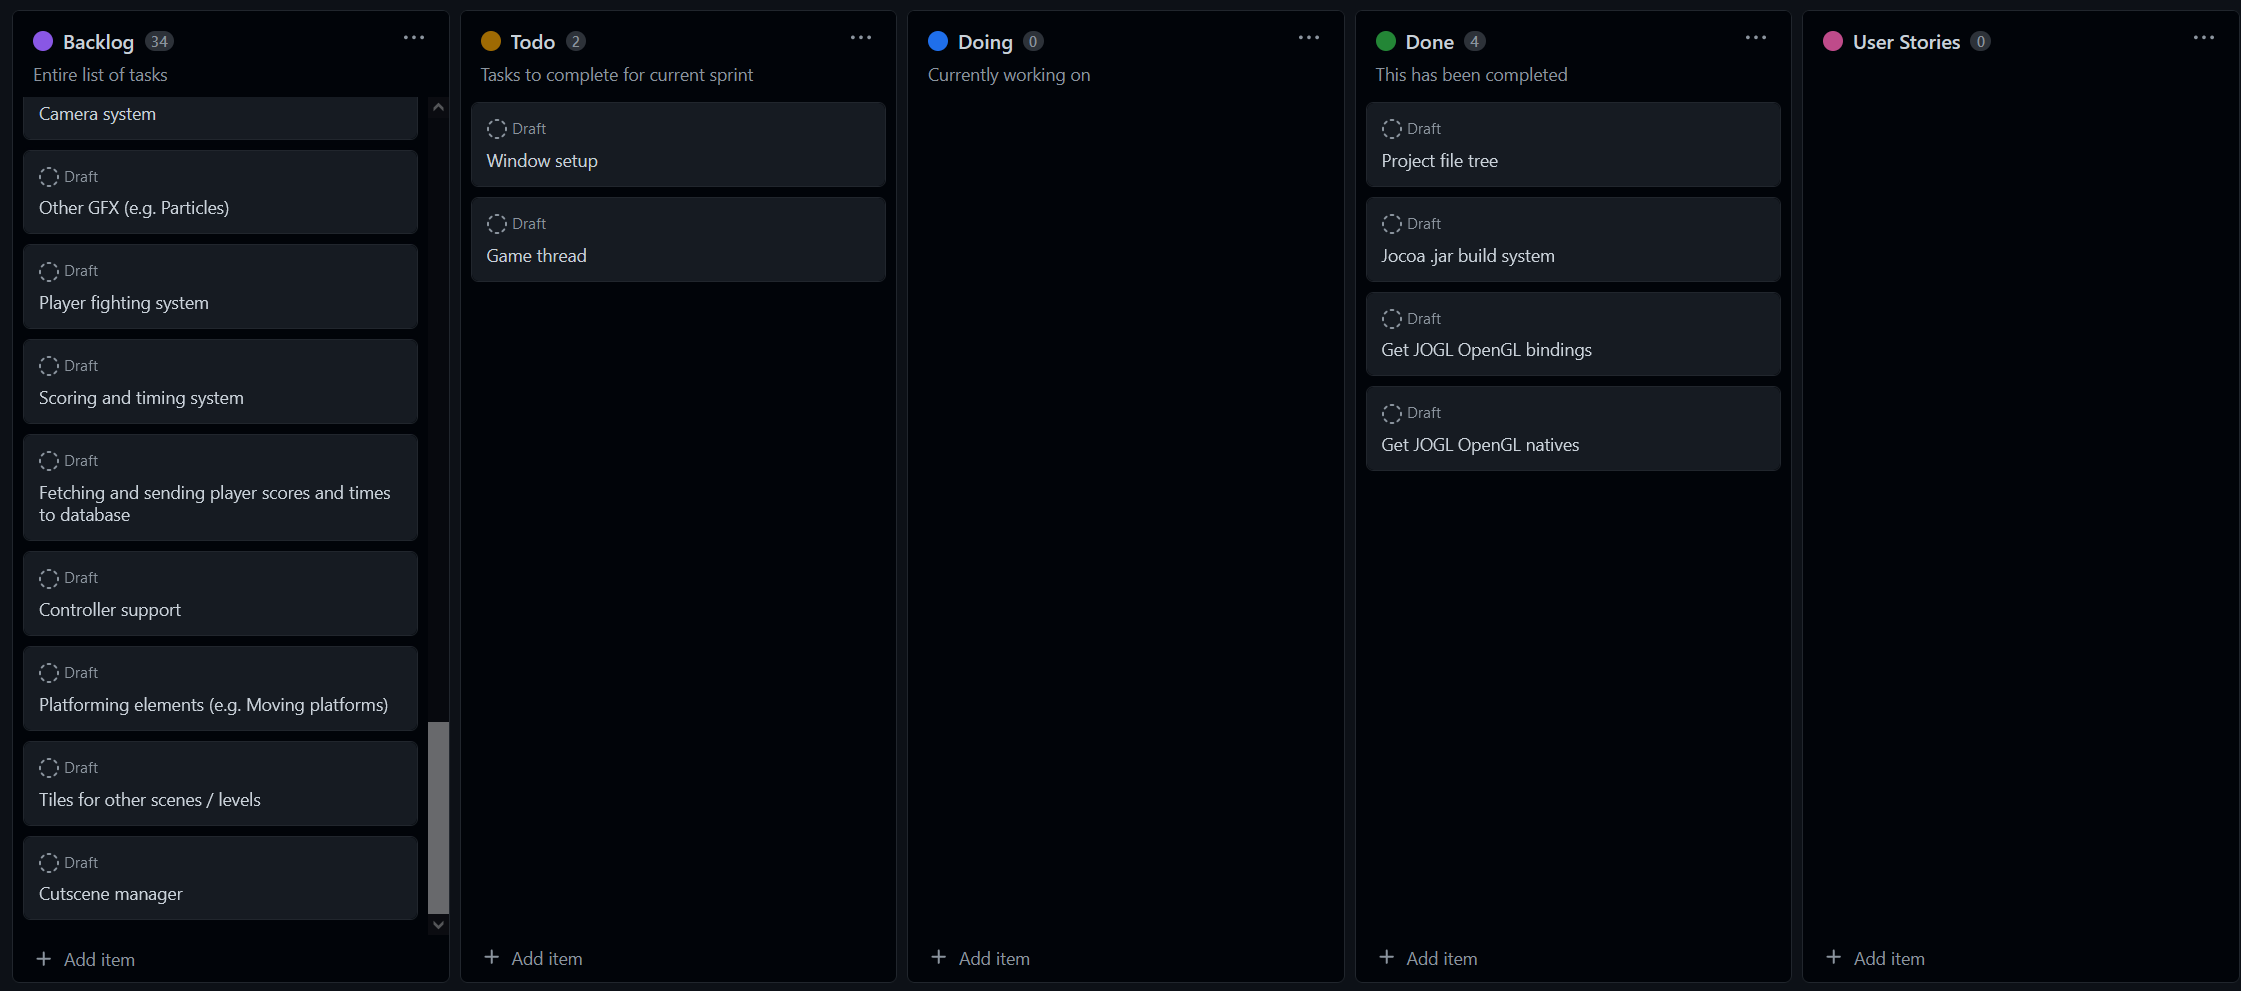 Backlog 34
Entire list of tasks
Camera system
Draft
Other GFX (e.g. Particles)
Draft
Player fighting system
Draft
Scoring and timing system
Draft
Fetching and sending player scores and times
to database
Draft
Controller support
Draft
Platforming elements (e.g. Moving platforms)
Draft
Tiles for other scenes / levels
Draft
Cutscene manager
+ Add item
Todo 2
Tasks to complete for current sprint
Draft
Window setup
Draft
Game thread
+ Add item
Doing 0
Currently working on
+ Add item
Done 4
This has been completed
Draft
Project file tree
Draft
Jocoa .jar build system
Draft
Get JOGL OpenGL bindings
Draft
Get JOGL OpenGL natives
+ Add item
User Stories 0
+ Add item